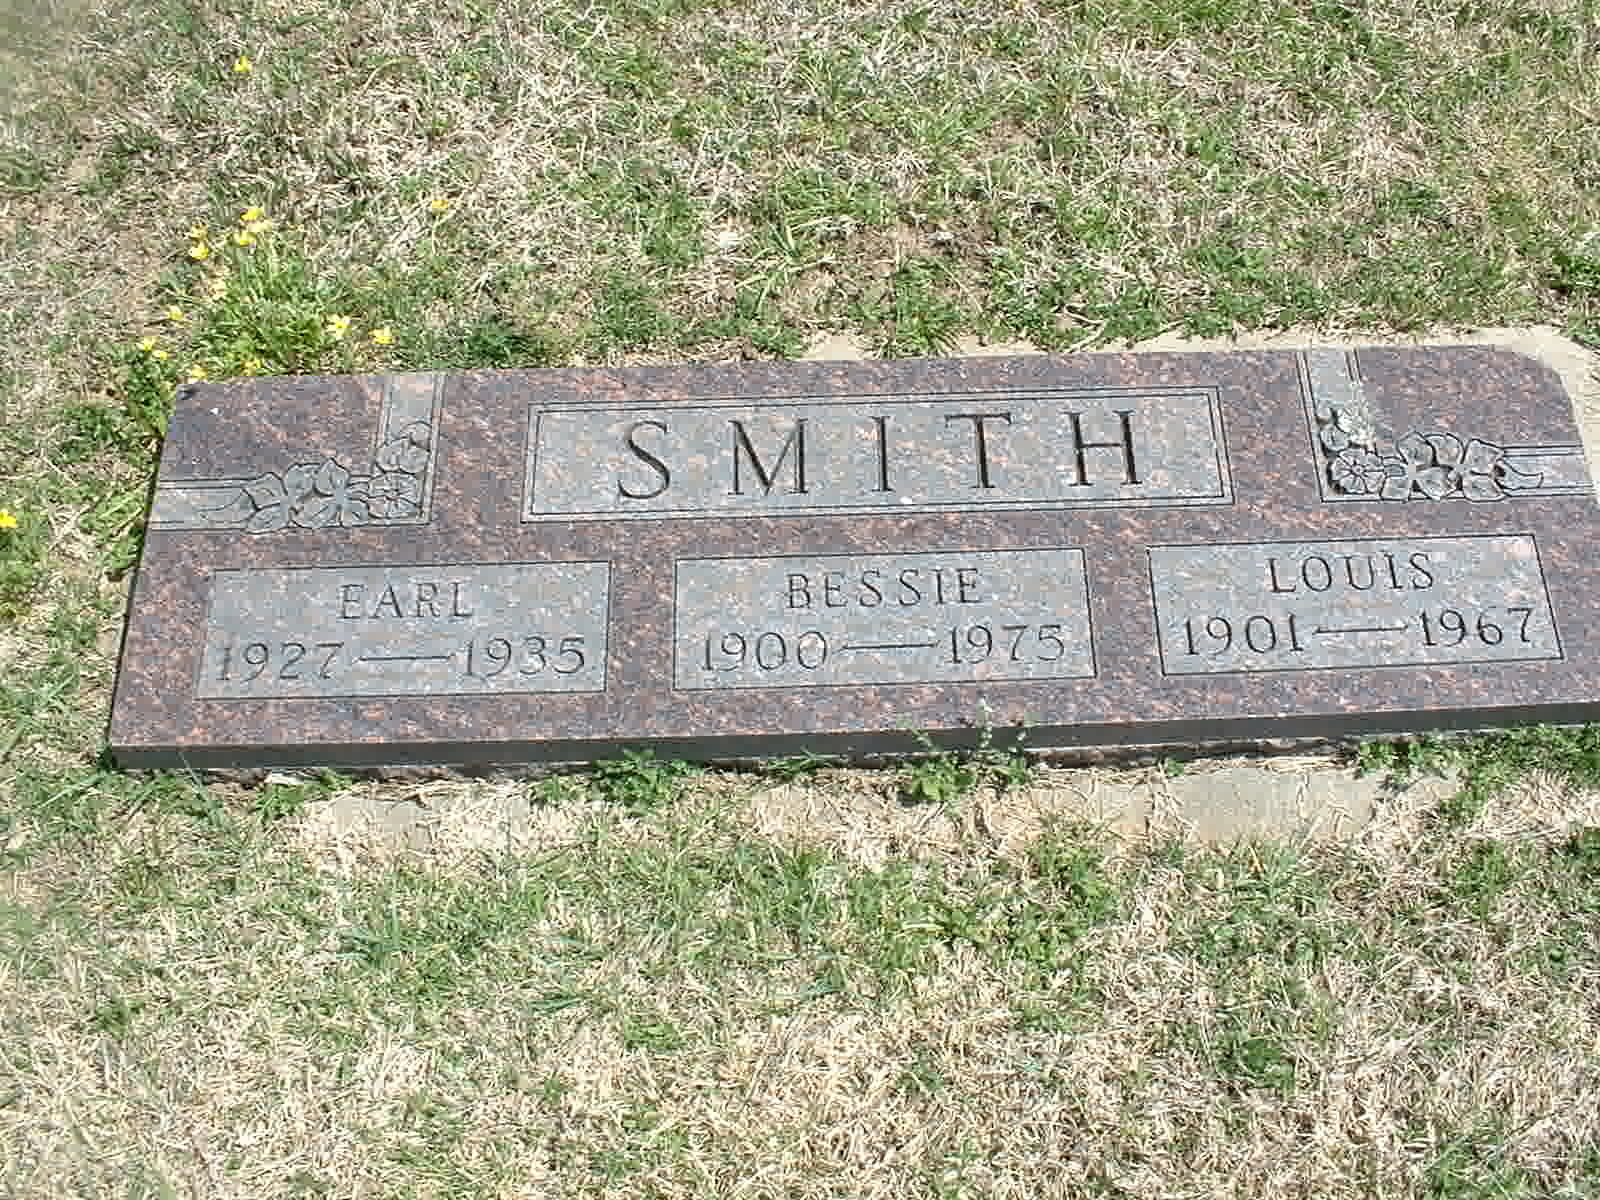 SMITH
EARL
1927 — 1935
BESSIE
1900 — 1975
LOUIS
1901 — 1967